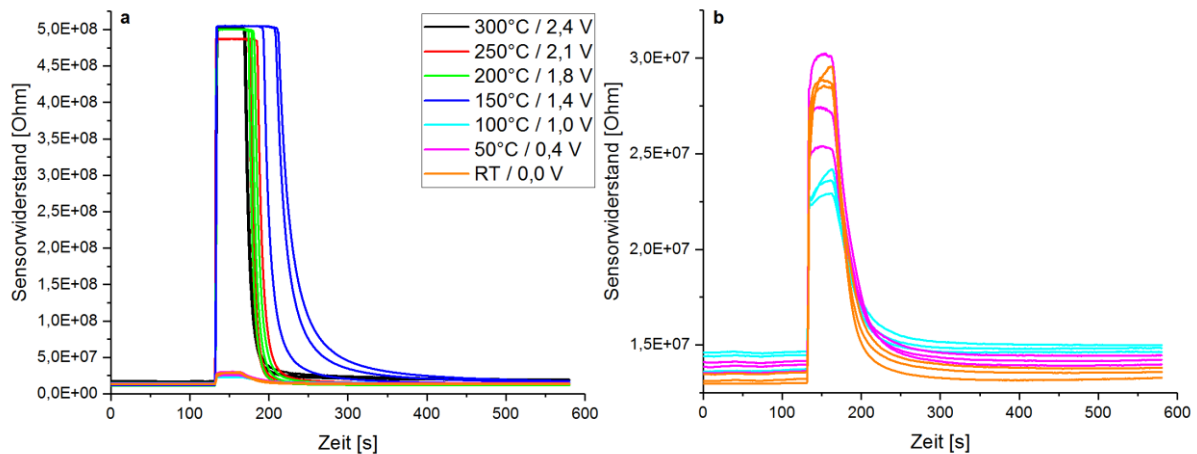 a
Sensorwiderstand [Ohm]
5,0E+08
4,5E+08
4,0E+08
3,5E+08
3,0E+08
2,5E+08
2,0E+08
1,5E+08
1,0E+08
5,0E+07
0,0E+00
0 100 200 300 400 500 600
Zeit [s]
300°C / 2,4 V
250°C / 2,1 V
200°C / 1,8 V
150°C / 1,4 V
100°C / 1,0 V
50°C / 0,4 V
RT / 0,0 V
b
Sensorwiderstand [Ohm]
3,0E+07
2,5E+07
2,0E+07
1,5E+07
0 100 200 300 400 500 600
Zeit [s]